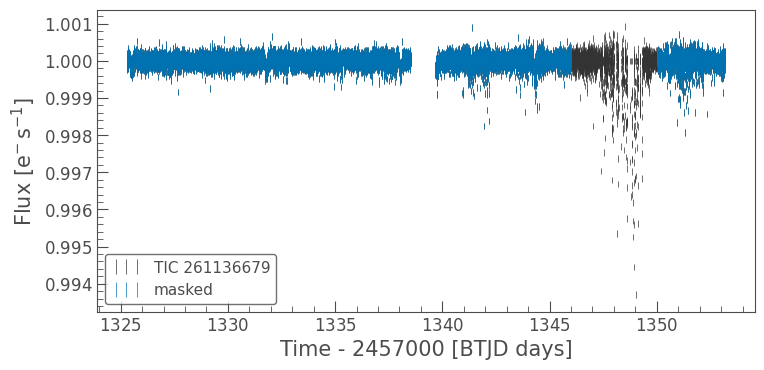 1.001
1.000
0.999
0.998
0.997
0.996
0.995
0.994
Flux [e⁻ s⁻¹]
TIC 261136679
masked
1325 1330 1335 1340 1345 1350
Time - 2457000 [BTJD days]